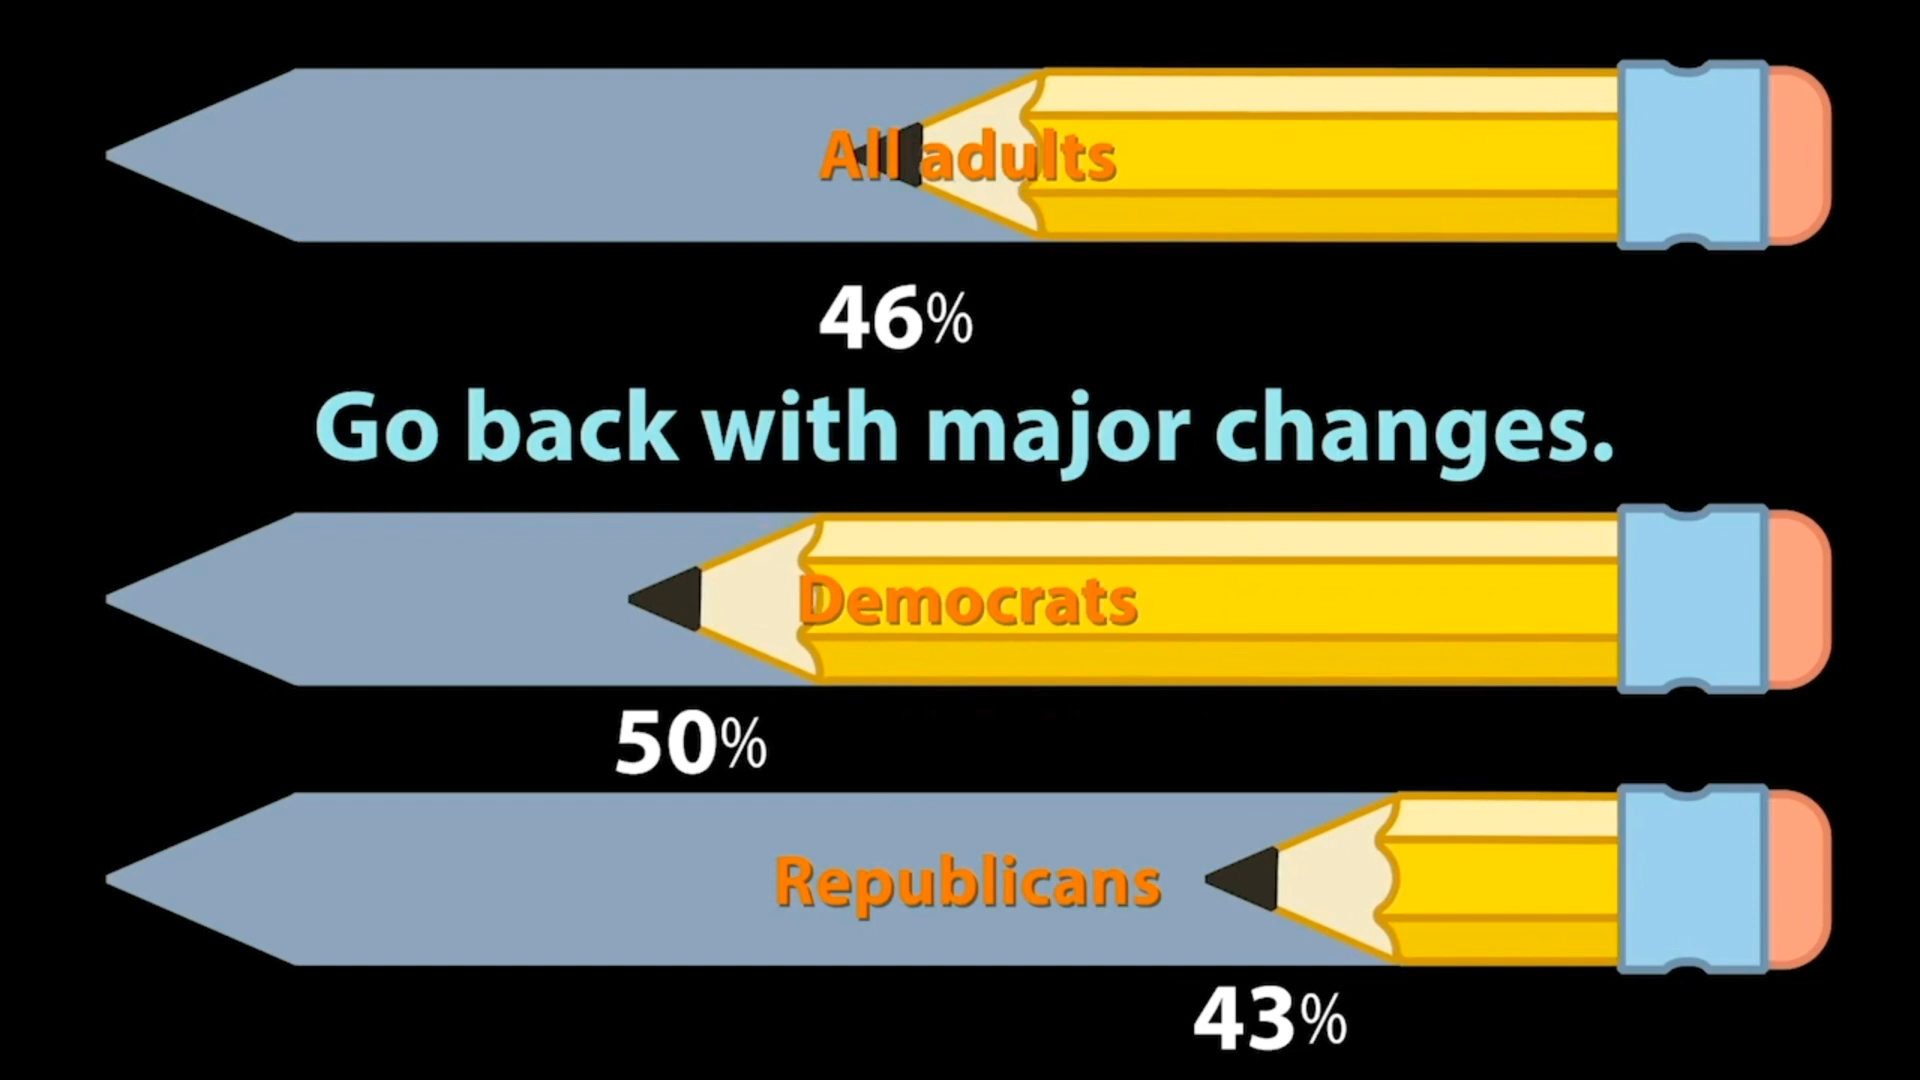 All adults
46%
Go back with major changes.
Democrats
50%
Republicans
43%